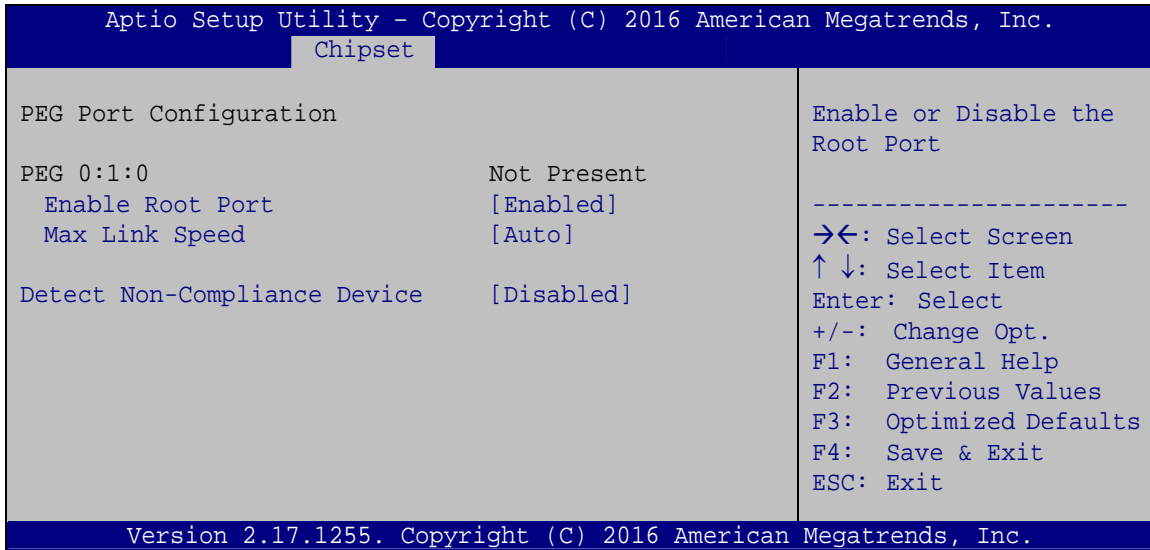 Aptio Setup Utility – Copyright (C) 2016 American Megatrends, Inc.
Chipset
PEG Port Configuration
PEG 0:1:0 Not Present
Enable Root Port [Enabled]
Max Link Speed [Auto]
Detect Non-Compliance Device [Disabled]
Enable or Disable the
Root Port
----------------------
→←: Select Screen
↑ ↓: Select Item
Enter: Select
+/-: Change Opt.
F1: General Help
F2: Previous Values
F3: Optimized Defaults
F4: Save & Exit
ESC: Exit
Version 2.17.1255. Copyright (C) 2016 American Megatrends, Inc.